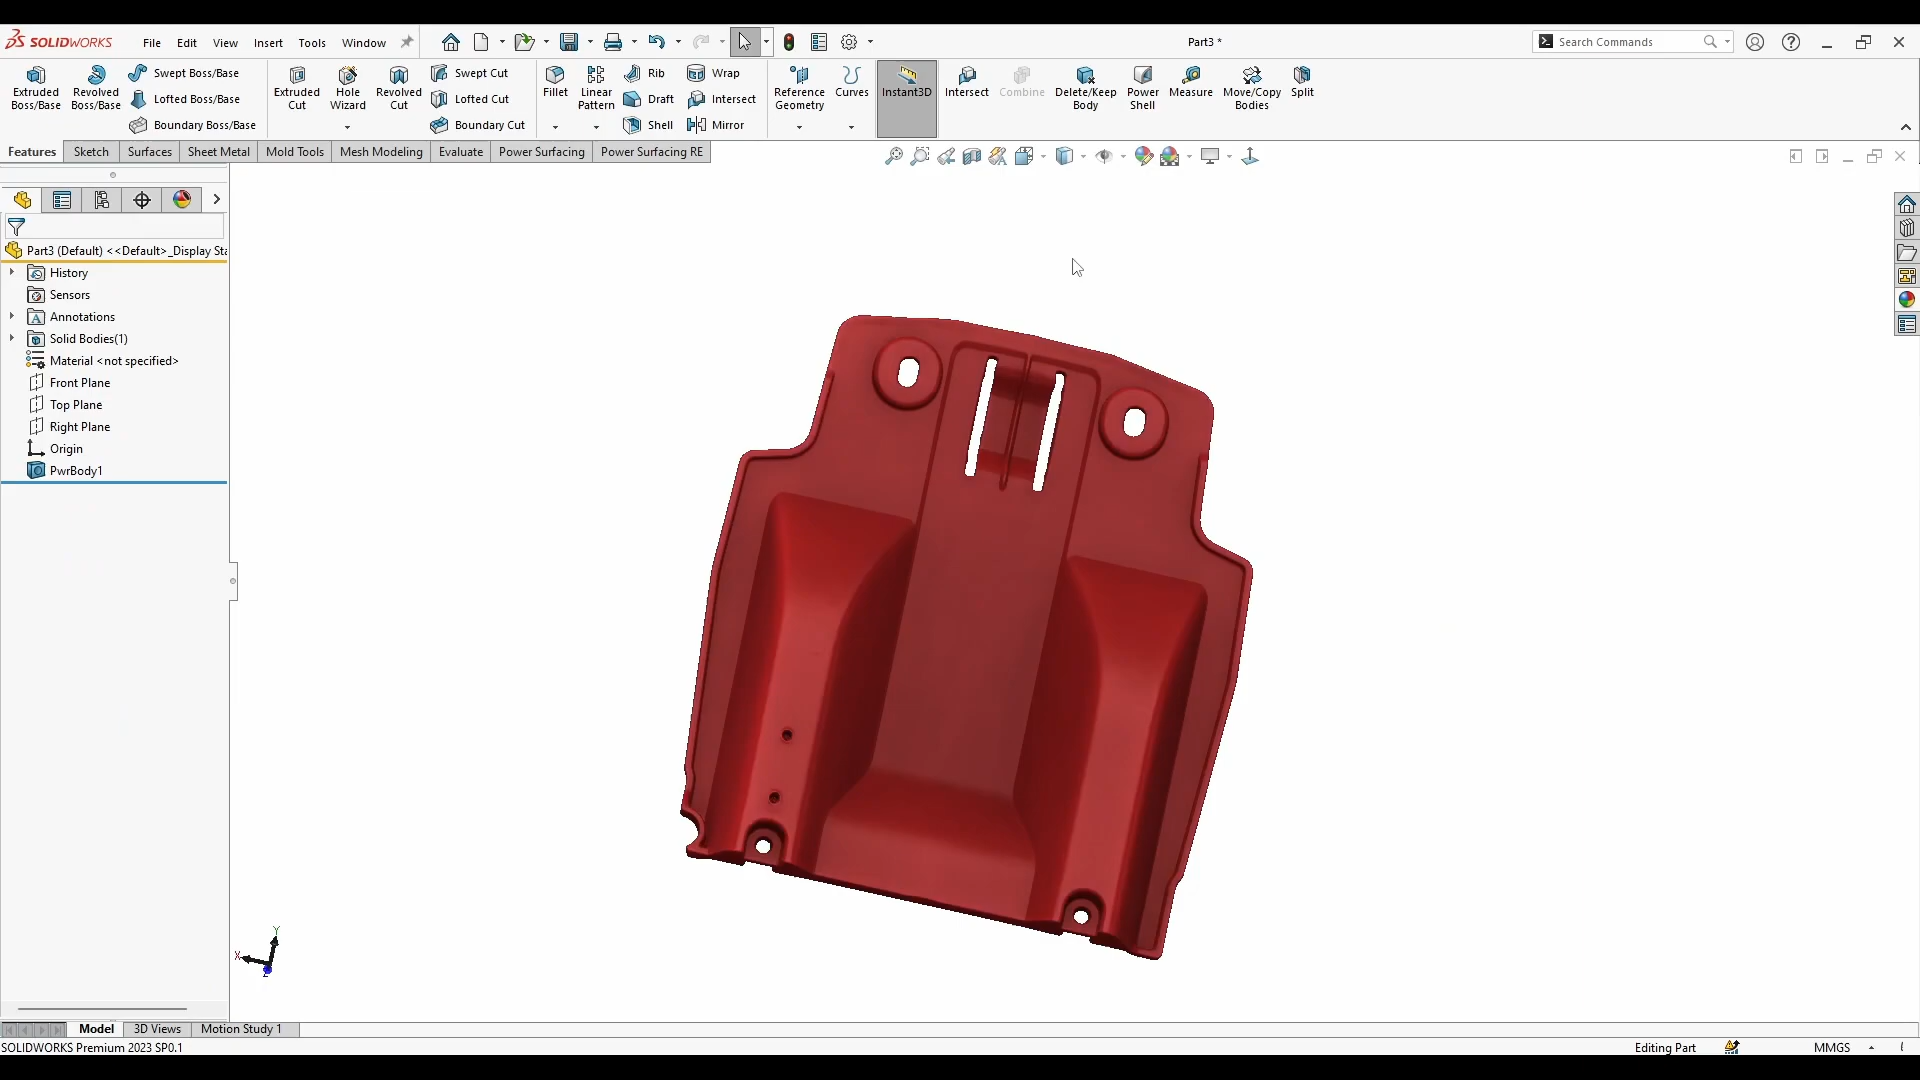 SOLIDWORKS File Edit View Insert Tools Window Part3 * Search Commands
Extruded Boss/Base
Revolved Boss/Base
Swept Boss/Base
Lofted Boss/Base
Boundary Boss/Base
Extruded Cut
Hole Wizard
Revolved Cut
Swept Cut
Lofted Cut
Boundary Cut
Fillet
Linear Pattern
Rib
Draft
Shell
Wrap
Intersect
Mirror
Reference Geometry
Curves
Instant3D
Intersect
Combine
Delete/Keep Body
Power Shell
Measure
Move/Copy Bodies
Split
Features Sketch Surfaces Sheet Metal Mold Tools Mesh Modeling Evaluate Power Surfacing Power Surfacing RE
Part3 (Default) <<Default>_Display Sta
History
Sensors
Annotations
Solid Bodies(1)
Material <not specified>
Front Plane
Top Plane
Right Plane
Origin
PwrBody1
Y
X
Z
Model 3D Views Motion Study 1
SOLIDWORKS Premium 2023 SP0.1 Editing Part MMGS